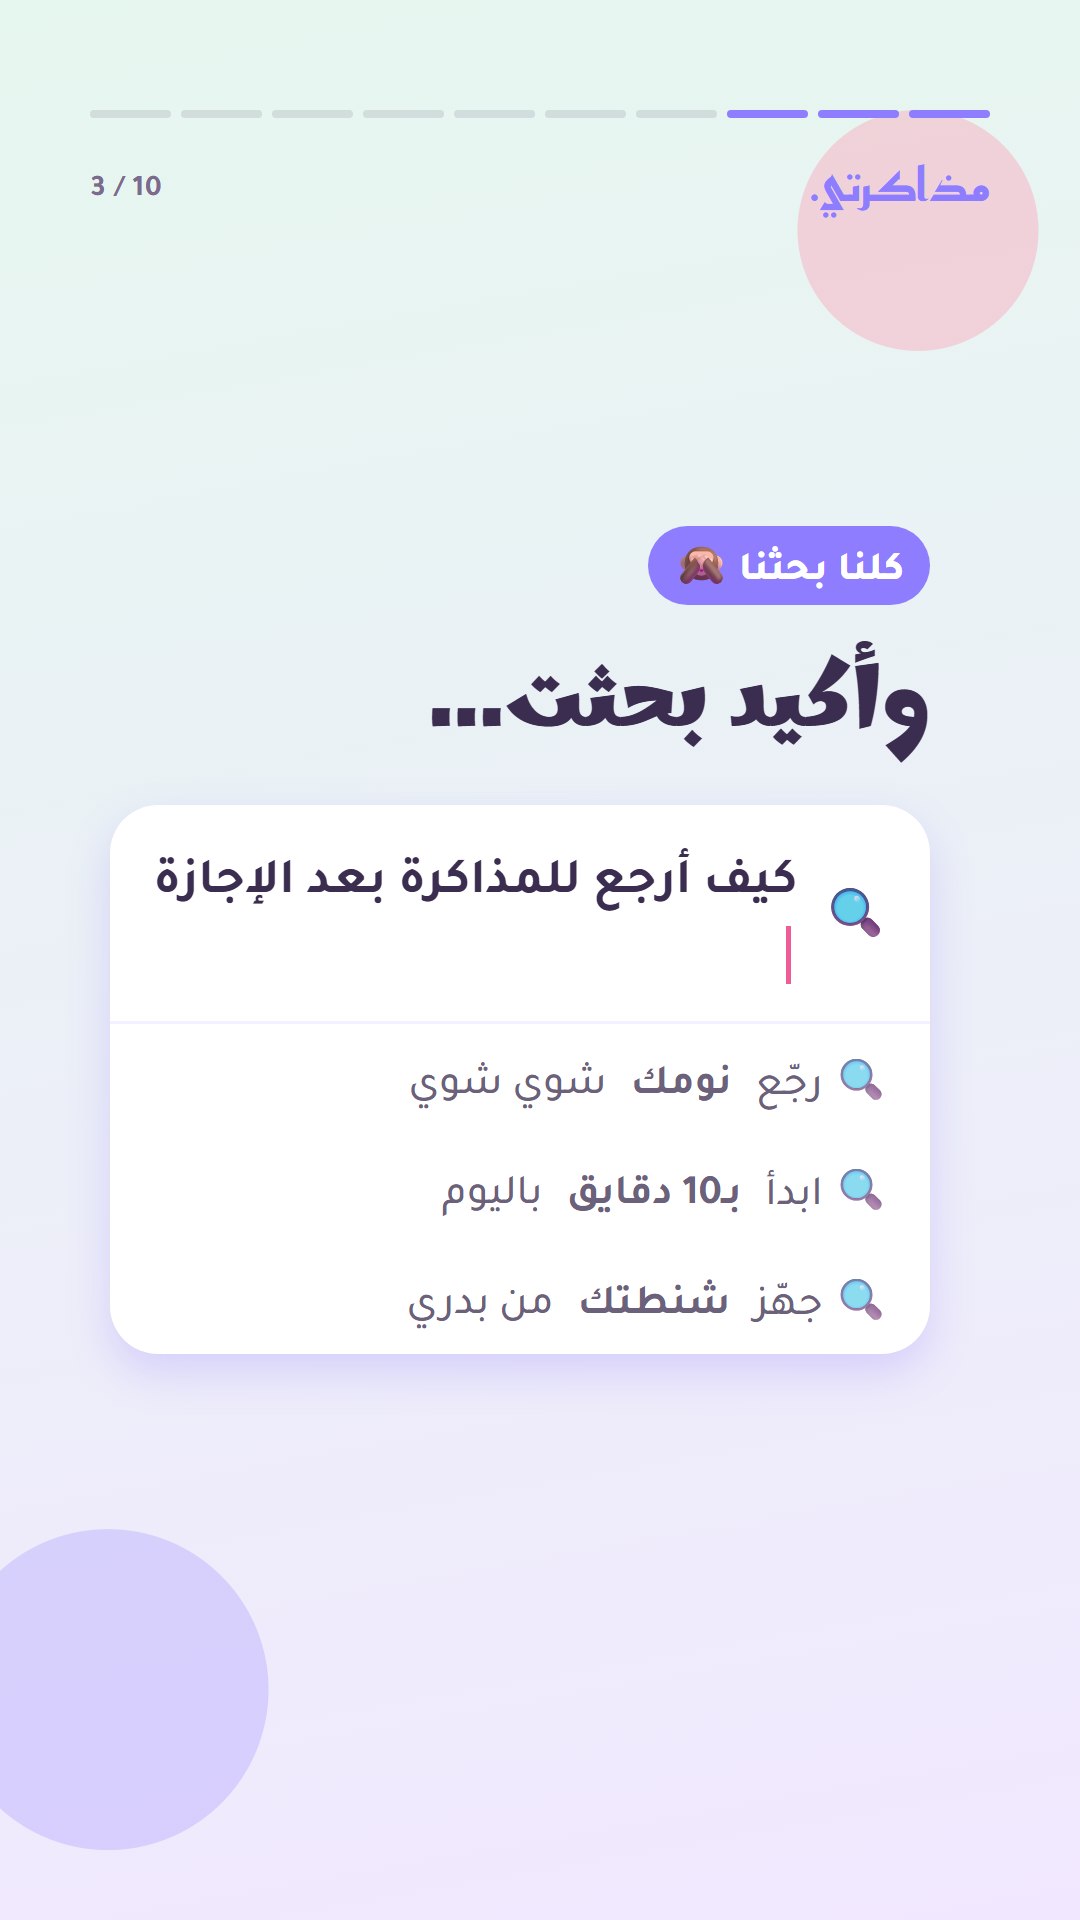 مذاكرتي.
3 / 10
كلنا بحثنا 🙈
وأكيد بحثت...
كيف أرجع للمذاكرة بعد الإجازة
رجّع نومك شوي شوي
ابدأ بـ10 دقايق باليوم
جهّز شنطتك من بدري